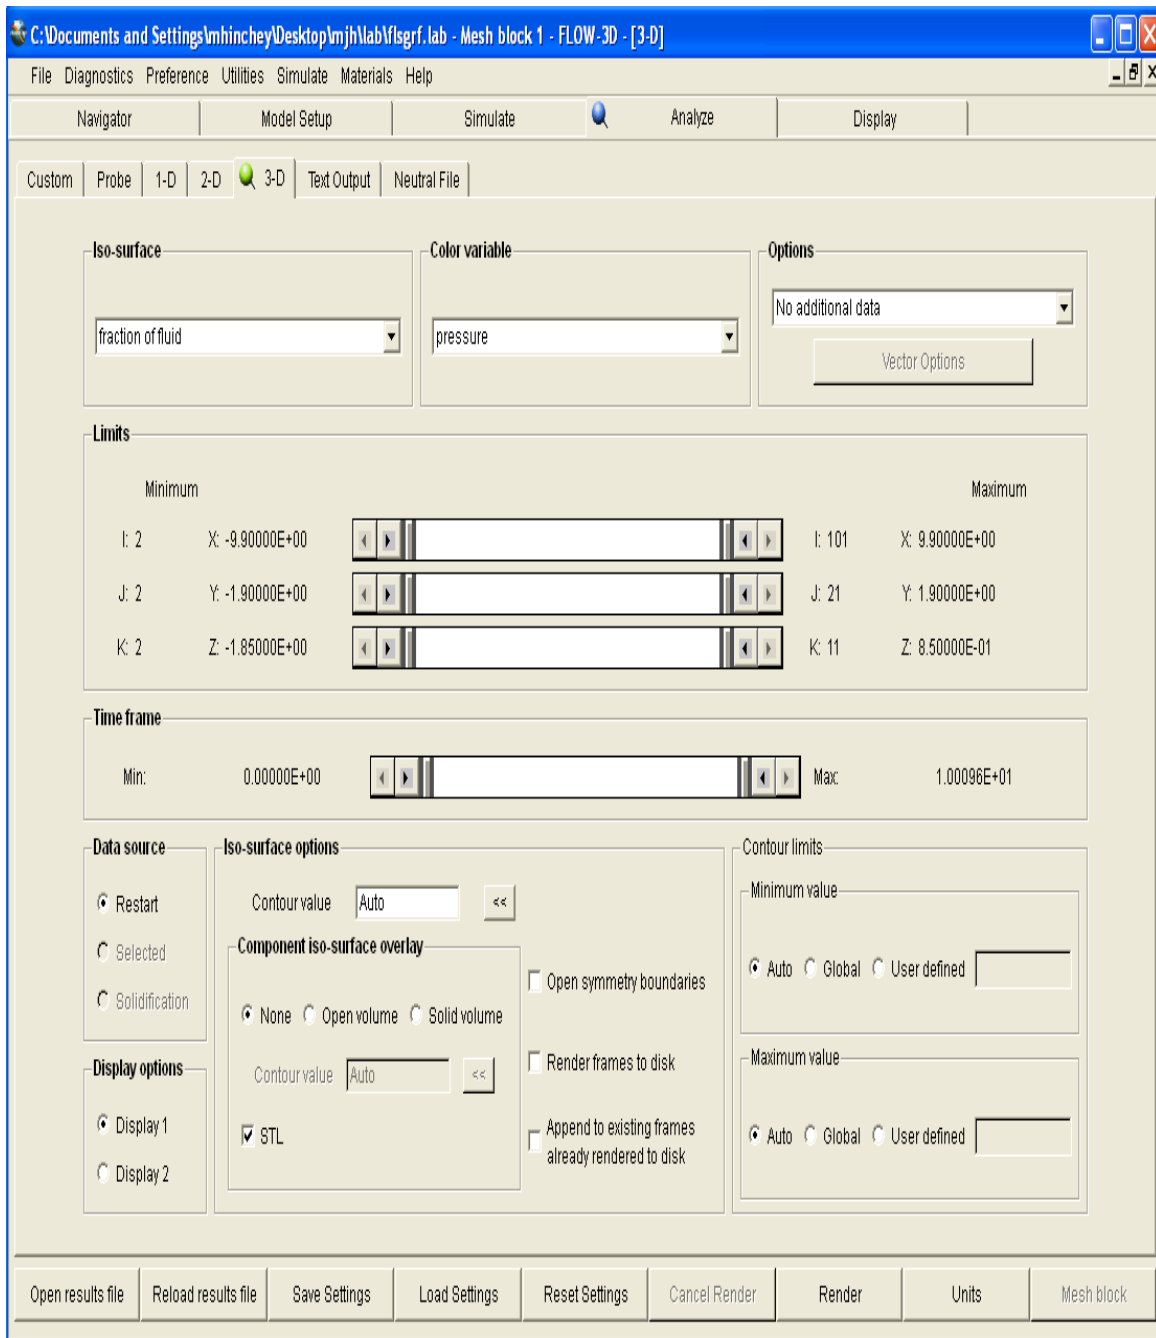 C:\Documents and Settings\mhinchey\Desktop\mjh\lab\flsgrf.lab - Mesh block 1 - FLOW-3D - [3-D]
File Diagnostics Preference Utilities Simulate Materials Help
Navigator Model Setup Simulate Analyze Display
Custom Probe 1-D 2-D 3-D Text Output Neutral File
Iso-surface Color variable Options
No additional data
fraction of fluid pressure
Vector Options
Limits
Minimum Maximum
I: 2 X: -9.90000E+00 I: 101 X: 9.90000E+00
J: 2 Y: -1.90000E+00 J: 21 Y: 1.90000E+00
K: 2 Z: -1.85000E+00 K: 11 Z: 8.50000E-01
Time frame
Min: 0.00000E+00 Max: 1.00096E+01
Data source
Restart
Selected
Solidification
Display options
Display 1
Display 2
Iso-surface options
Contour value Auto <<
Component iso-surface overlay
None Open volume Solid volume
Contour value Auto <<
STL
Open symmetry boundaries
Render frames to disk
Append to existing frames
already rendered to disk
Contour limits
Minimum value
Auto Global User defined
Maximum value
Auto Global User defined
Open results file Reload results file Save Settings Load Settings Reset Settings Cancel Render Render Units Mesh block